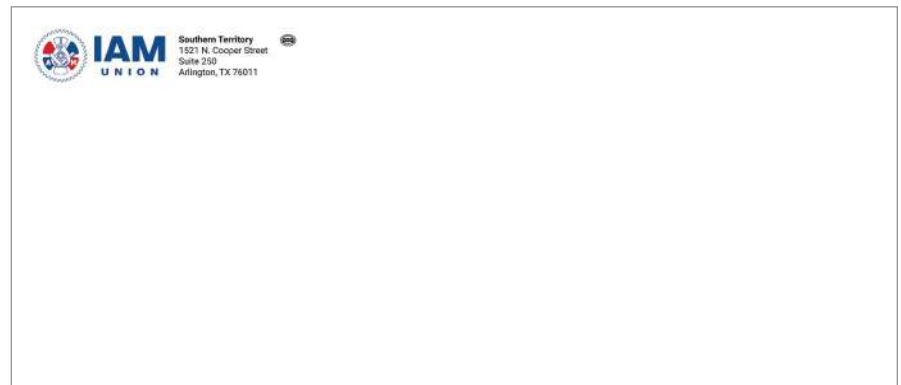 IAM
UNION
Southern Territory
1521 N. Cooper Street
Suite 250
Arlington, TX 76011